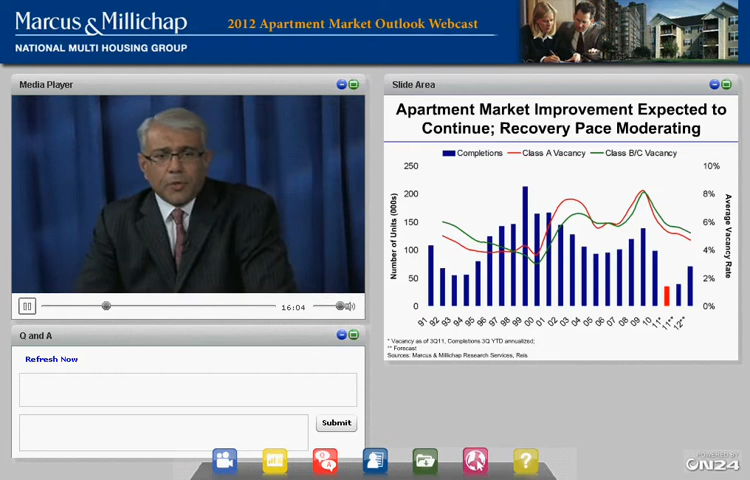 Marcus & Millichap
NATIONAL MULTI HOUSING GROUP
2012 Apartment Market Outlook Webcast
Media Player
16:04
Q and A
Refresh Now
Submit
Slide Area
Apartment Market Improvement Expected to
Continue; Recovery Pace Moderating
Completions Class A Vacancy Class B/C Vacancy
Number of Units (000s)
250
200
150
100
50
0
10%
8%
6%
4%
2%
0%
Average Vacancy Rate
91 92 93 94 95 96 97 98 99 00 01 02 03 04 05 06 07 08 09 10 11* 11** 12**
* Vacancy as of 3Q11, Completions 3Q YTD annualized;
** Forecast
Sources: Marcus & Millichap Research Services, Reis
Q
A
?
POWERED BY
ON24